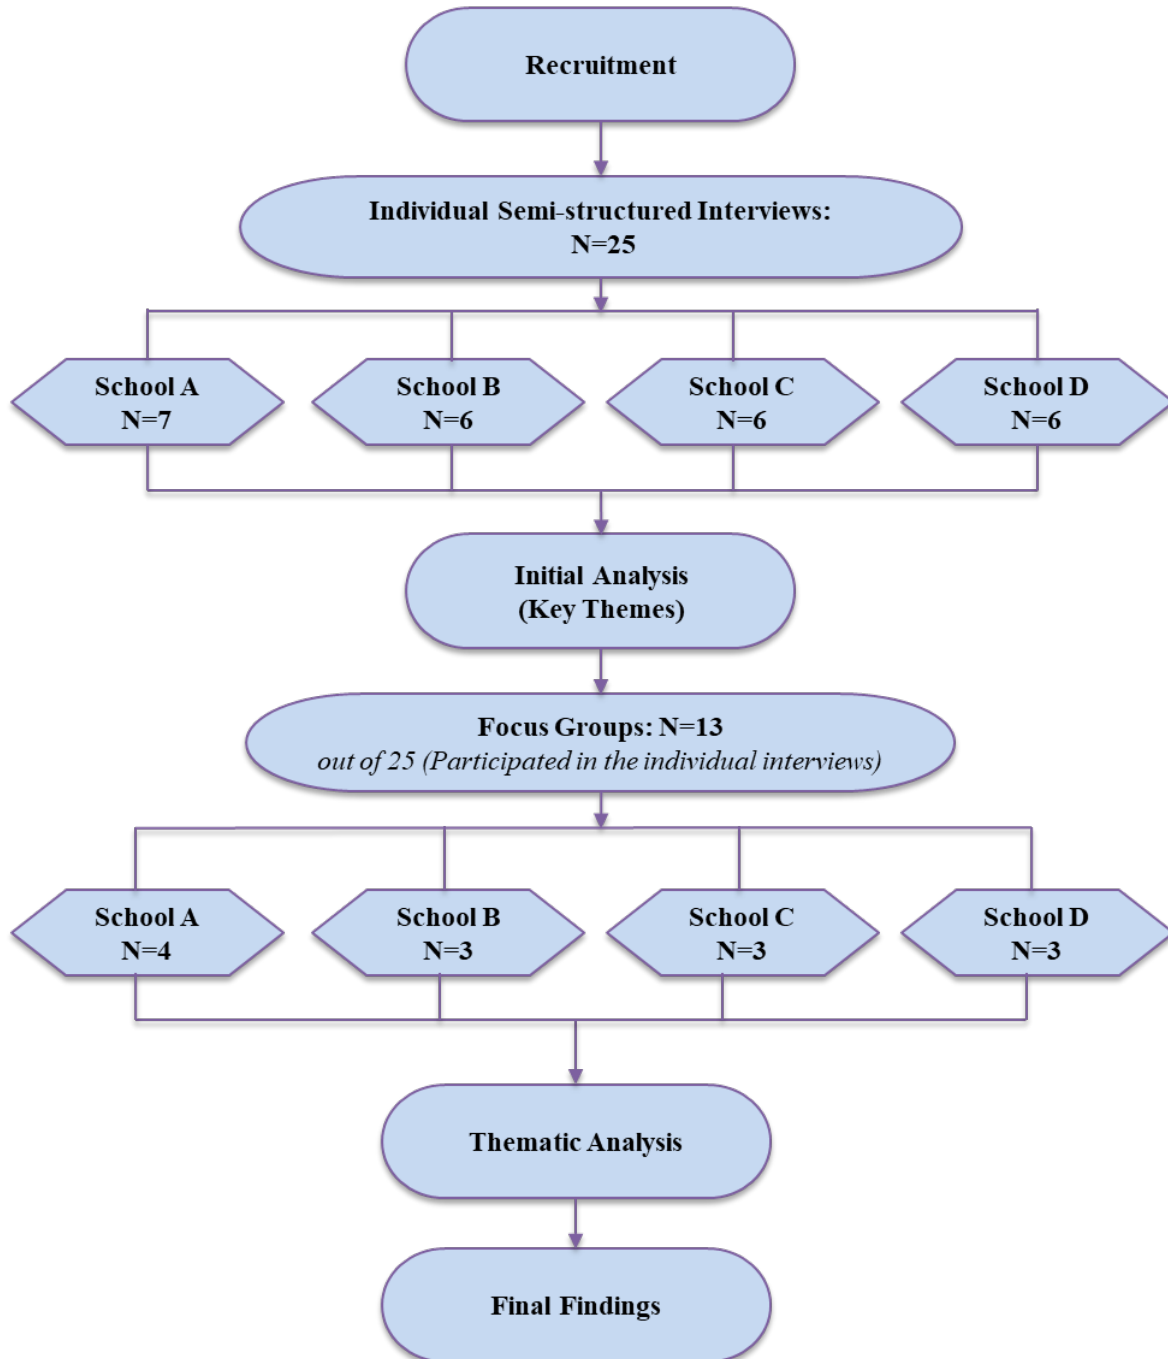 Recruitment
Individual Semi-structured Interviews:
N=25
School A
N=7
School B
N=6
School C
N=6
School D
N=6
Initial Analysis
(Key Themes)
Focus Groups: N=13
out of 25 (Participated in the individual interviews)
School A
N=4
School B
N=3
School C
N=3
School D
N=3
Thematic Analysis
Final Findings